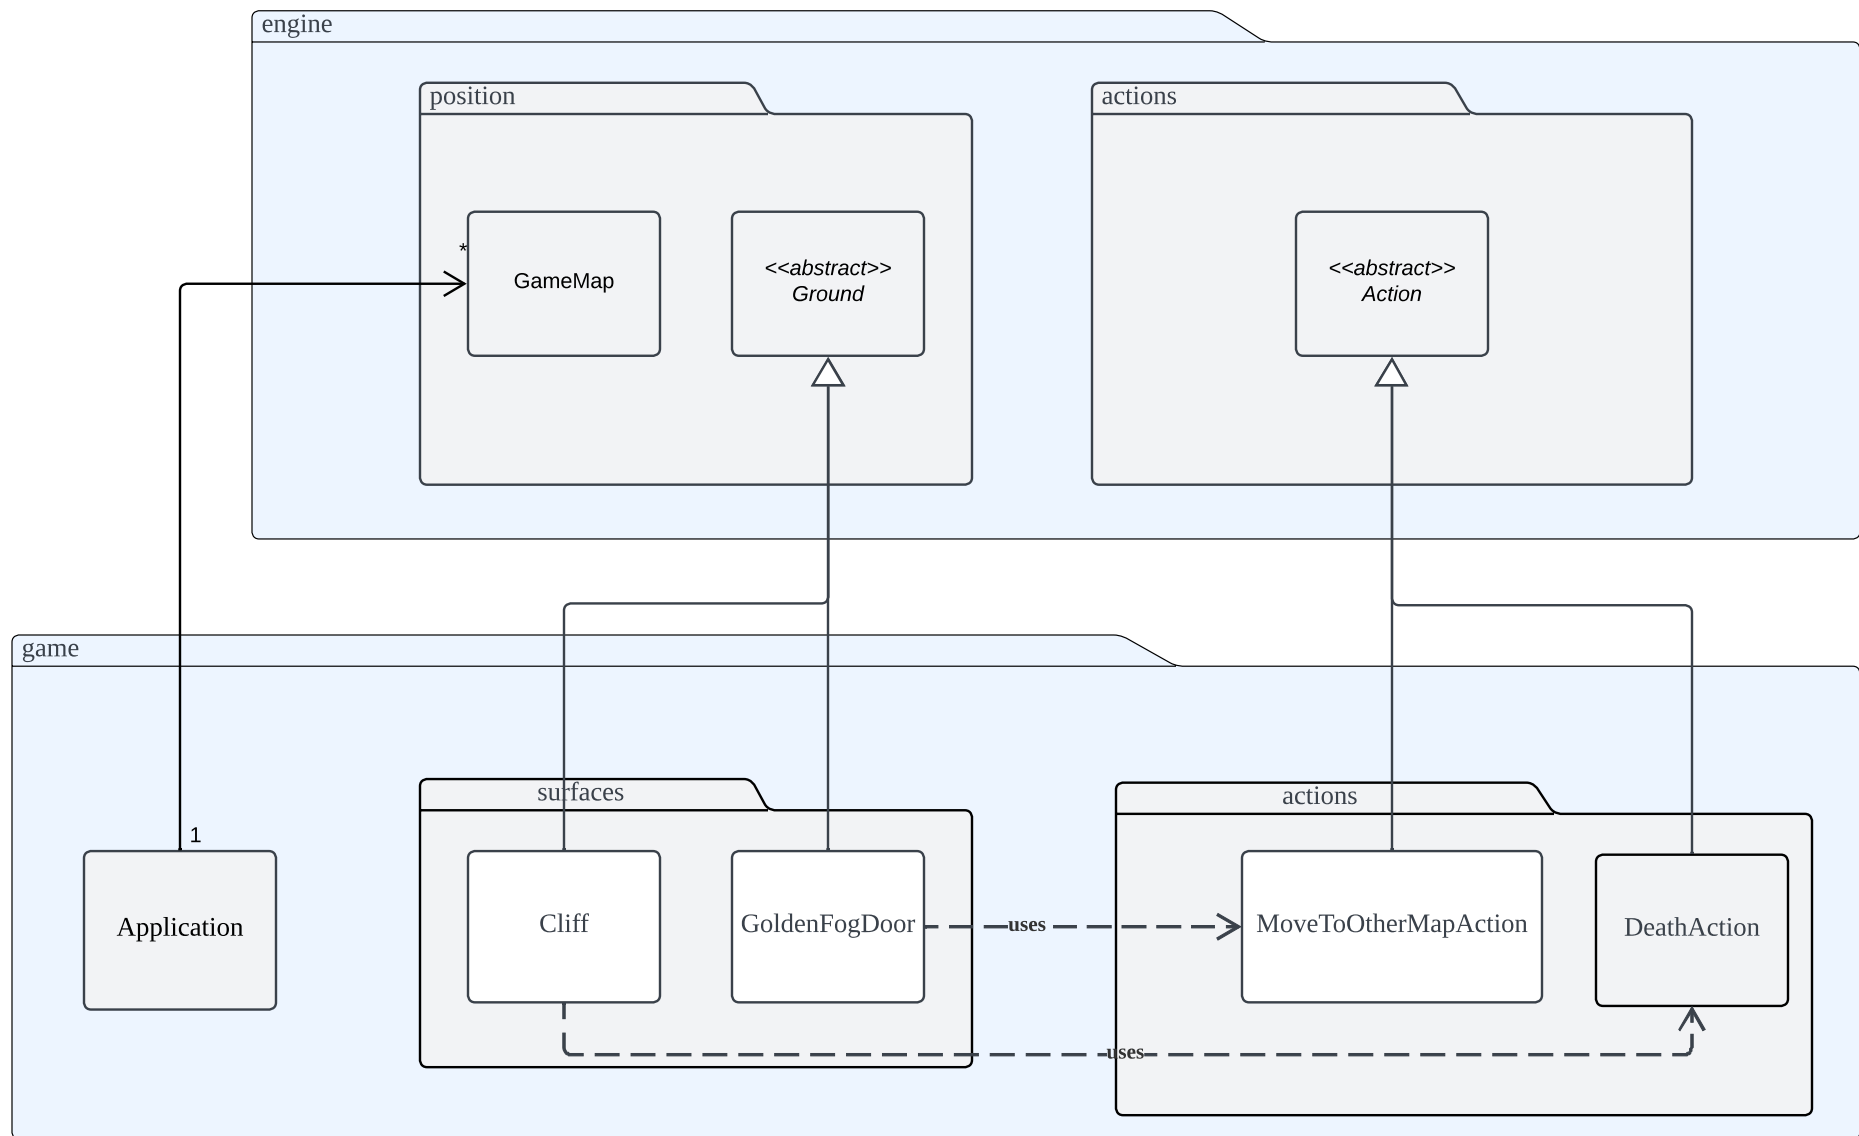 engine
position
actions
*
GameMap
<<abstract>>
Ground
<<abstract>>
Action
game
surfaces
actions
1
Application
Cliff
GoldenFogDoor
uses
MoveToOtherMapAction
DeathAction
uses